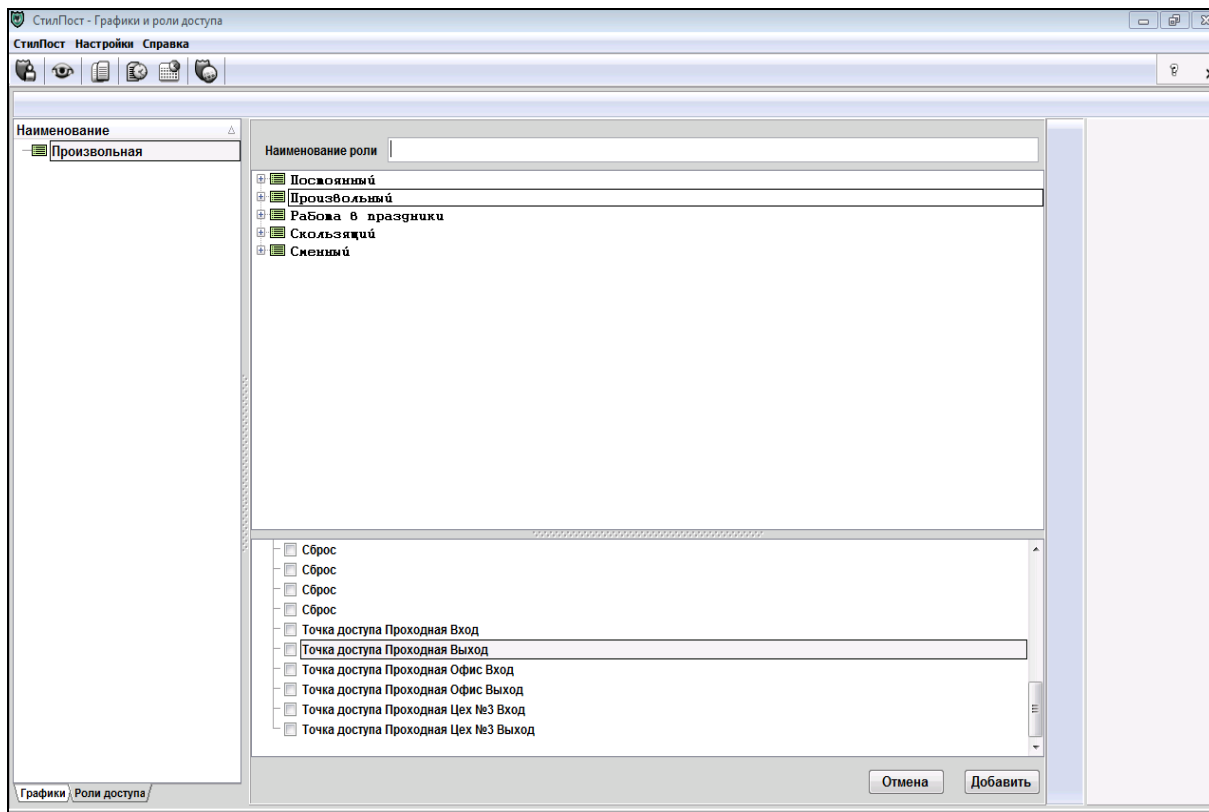 СтилПост - Графики и роли доступа
СтилПост Настройки Справка
Наименование
Произвольная
Наименование роли
Постоянный
Произвольный
Работа в праздники
Скользящий
Сменный
Сброс
Сброс
Сброс
Сброс
Точка доступа Проходная Вход
Точка доступа Проходная Выход
Точка доступа Проходная Офис Вход
Точка доступа Проходная Офис Выход
Точка доступа Проходная Цех №3 Вход
Точка доступа Проходная Цех №3 Выход
Отмена Добавить
Графики Роли доступа